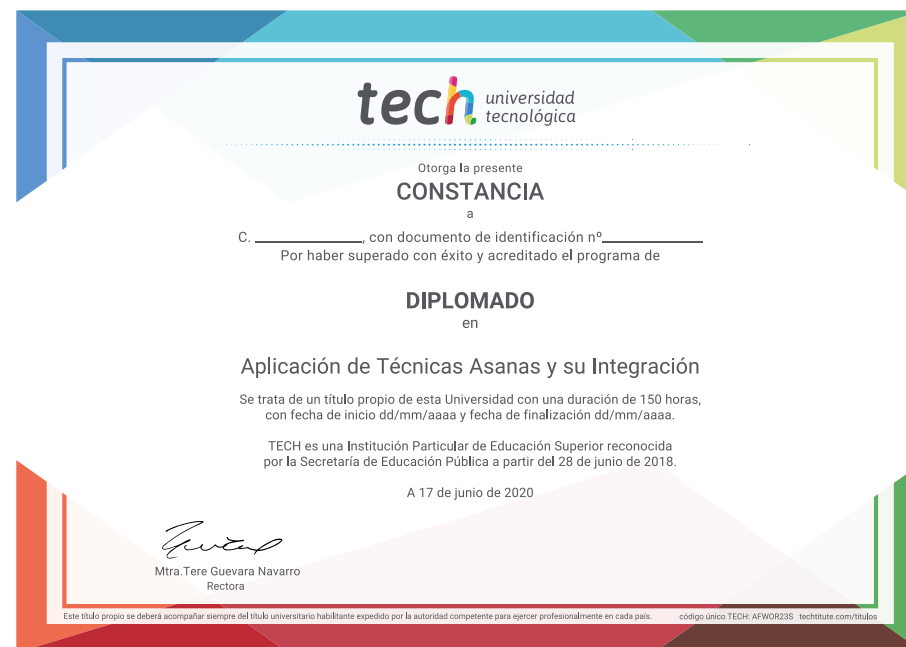 tech universidad
tecnológica
Otorga la presente
CONSTANCIA
a
C. ____________, con documento de identificación nº____________
Por haber superado con éxito y acreditado el programa de
DIPLOMADO
en
Aplicación de Técnicas Asanas y su Integración
Se trata de un título propio de esta Universidad con una duración de 150 horas,
con fecha de inicio dd/mm/aaaa y fecha de finalización dd/mm/aaaa.
TECH es una Institución Particular de Educación Superior reconocida
por la Secretaría de Educación Pública a partir del 28 de junio de 2018.
A 17 de junio de 2020
Mtra.Tere Guevara Navarro
Rectora
Este título propio se deberá acompañar siempre del título universitario habilitante expedido por la autoridad competente para ejercer profesionalmente en cada país. código único TECH: AFWOR23S techtitute.com/titulos